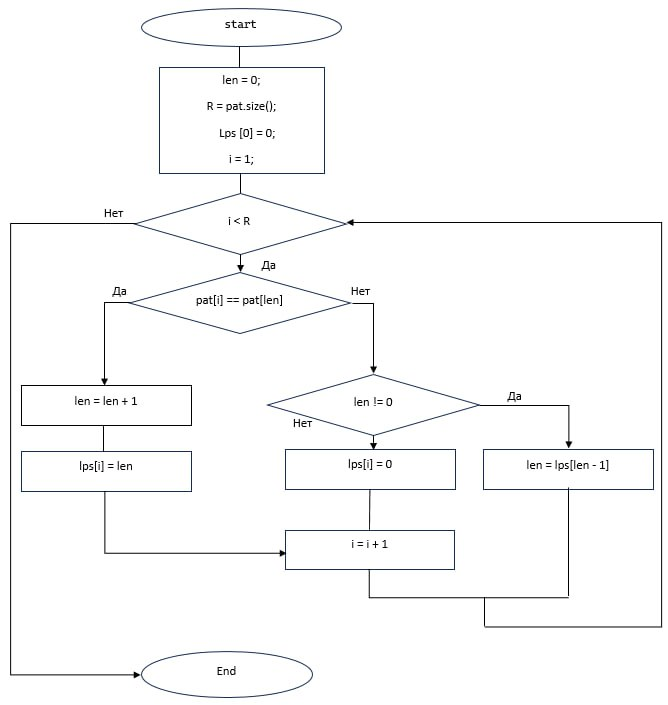 start
len = 0;
R = pat.size();
Lps [0] = 0;
i = 1;
Нет
i < R
Да
Да
pat[i] == pat[len]
Нет
len = len + 1
len != 0
Да
Нет
lps[i] = len
lps[i] = 0
len = lps[len - 1]
i = i + 1
End